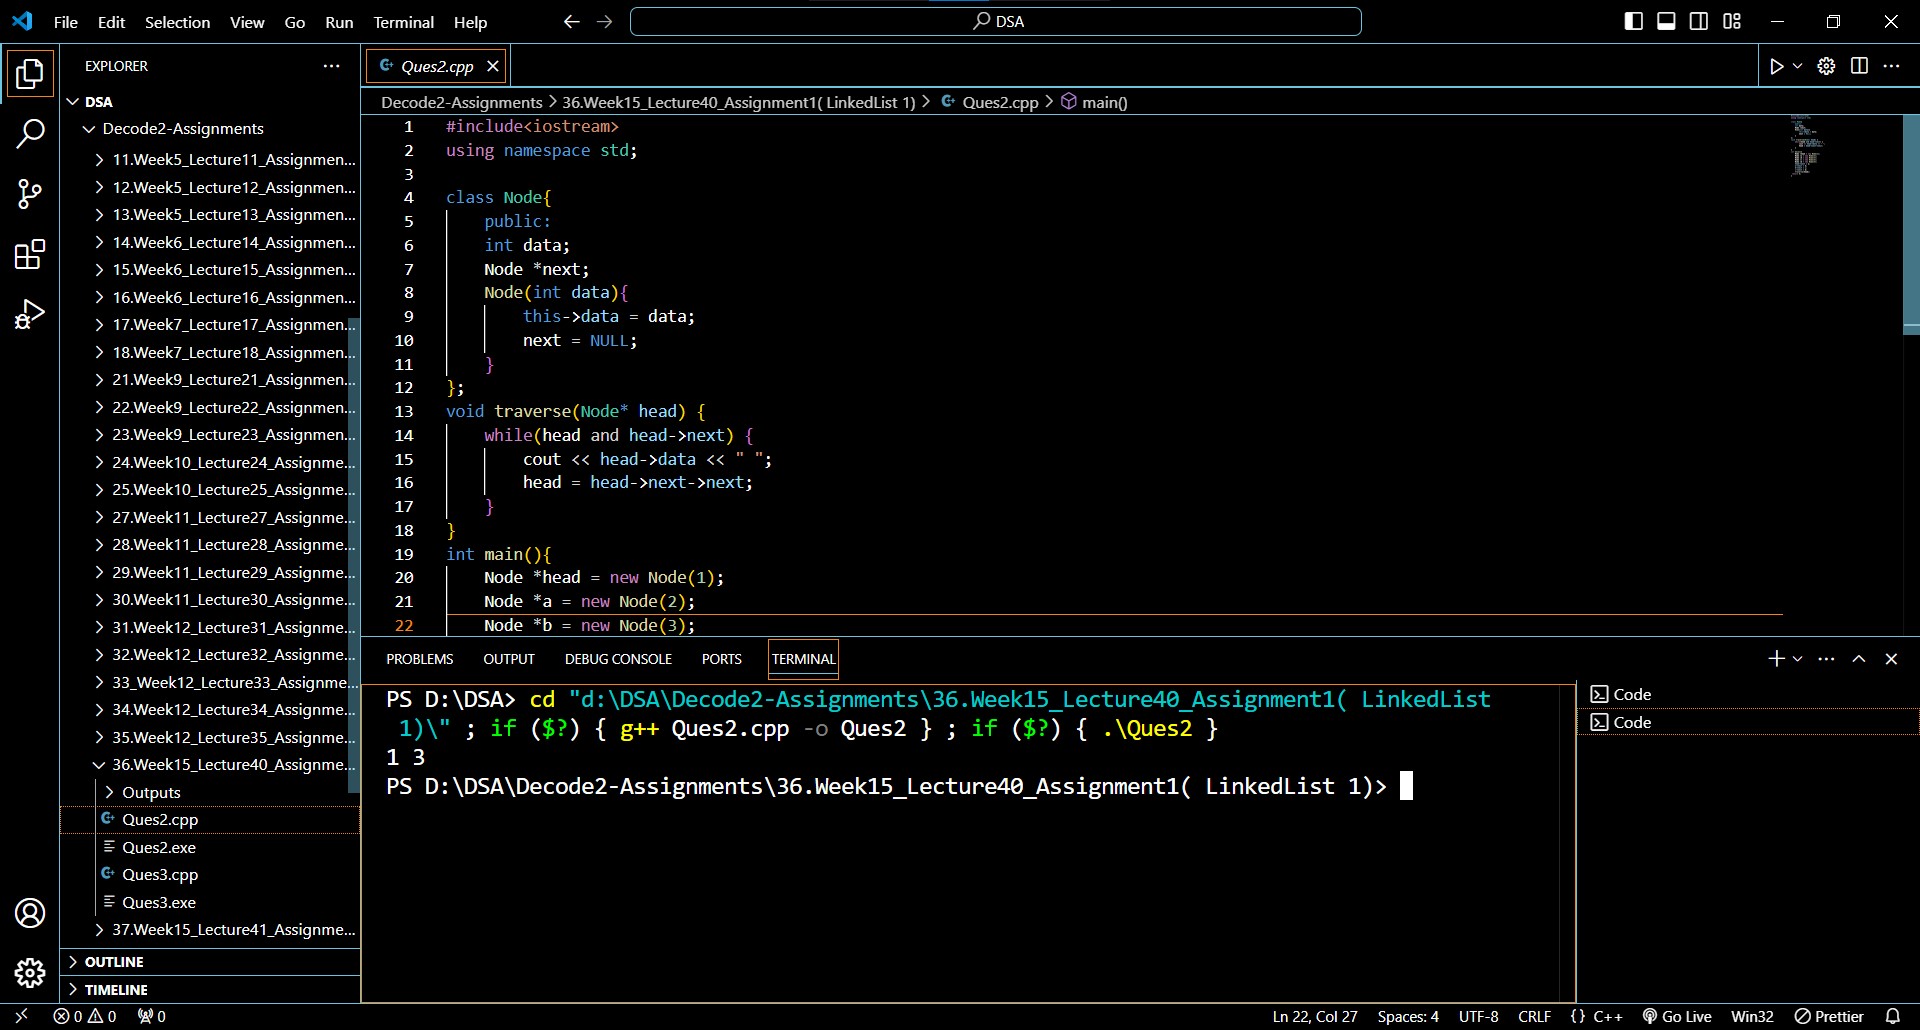 File Edit Selection View Go Run Terminal Help
DSA
EXPLORER
DSA
Decode2-Assignments
11.Week5_Lecture11_Assignmen...
12.Week5_Lecture12_Assignmen...
13.Week5_Lecture13_Assignmen...
14.Week6_Lecture14_Assignmen...
15.Week6_Lecture15_Assignmen...
16.Week6_Lecture16_Assignmen...
17.Week7_Lecture17_Assignmen...
18.Week7_Lecture18_Assignmen...
21.Week9_Lecture21_Assignmen...
22.Week9_Lecture22_Assignmen...
23.Week9_Lecture23_Assignmen...
24.Week10_Lecture24_Assignme...
25.Week10_Lecture25_Assignme...
27.Week11_Lecture27_Assignme...
28.Week11_Lecture28_Assignme...
29.Week11_Lecture29_Assignme...
30.Week11_Lecture30_Assignme...
31.Week12_Lecture31_Assignme...
32.Week12_Lecture32_Assignme...
33_Week12_Lecture33_Assignme...
34.Week12_Lecture34_Assignme...
35.Week12_Lecture35_Assignme...
36.Week15_Lecture40_Assignme...
Outputs
Ques2.cpp
Ques2.exe
Ques3.cpp
Ques3.exe
37.Week15_Lecture41_Assignme...
OUTLINE
TIMELINE
Ques2.cpp
Decode2-Assignments > 36.Week15_Lecture40_Assignment1( LinkedList 1) > Ques2.cpp > main()
1 #include<iostream>
2 using namespace std;
3
4 class Node{
5 public:
6 int data;
7 Node *next;
8 Node(int data){
9 this->data = data;
10 next = NULL;
11 }
12 };
13 void traverse(Node* head) {
14 while(head and head->next) {
15 cout << head->data << " ";
16 head = head->next->next;
17 }
18 }
19 int main(){
20 Node *head = new Node(1);
21 Node *a = new Node(2);
22 Node *b = new Node(3);
PROBLEMS OUTPUT DEBUG CONSOLE PORTS TERMINAL
PS D:\DSA> cd "d:\DSA\Decode2-Assignments\36.Week15_Lecture40_Assignment1( LinkedList
1)\" ; if ($?) { g++ Ques2.cpp -o Ques2 } ; if ($?) { .\Ques2 }
1 3
PS D:\DSA\Decode2-Assignments\36.Week15_Lecture40_Assignment1( LinkedList 1)>
Code
Code
0 0 0
Ln 22, Col 27 Spaces: 4 UTF-8 CRLF {} C++ Go Live Win32 Prettier